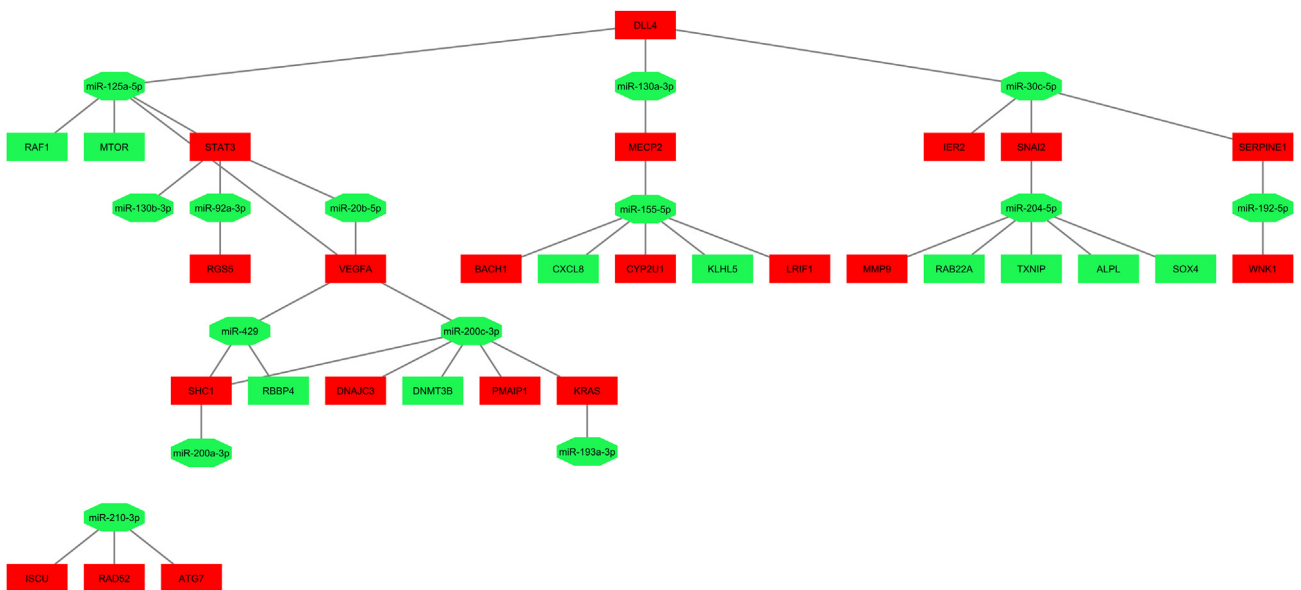 DLL4
miR-125a-5p
miR-130a-3p
miR-30c-5p
RAF1
MTOR
STAT3
MECP2
IER2
SNAI2
SERPINE1
miR-130b-3p
miR-92a-3p
miR-20b-5p
miR-155-5p
miR-204-5p
miR-192-5p
RGS5
VEGFA
BACH1
CXCL8
CYP2U1
KLHL5
LRIF1
MMP9
RAB22A
TXNIP
ALPL
SOX4
WNK1
miR-429
miR-200c-3p
SHC1
RBBP4
DNAJC3
DNMT3B
PMAIP1
KRAS
miR-200a-3p
miR-193a-3p
miR-210-3p
ISCU
RAD52
ATG7